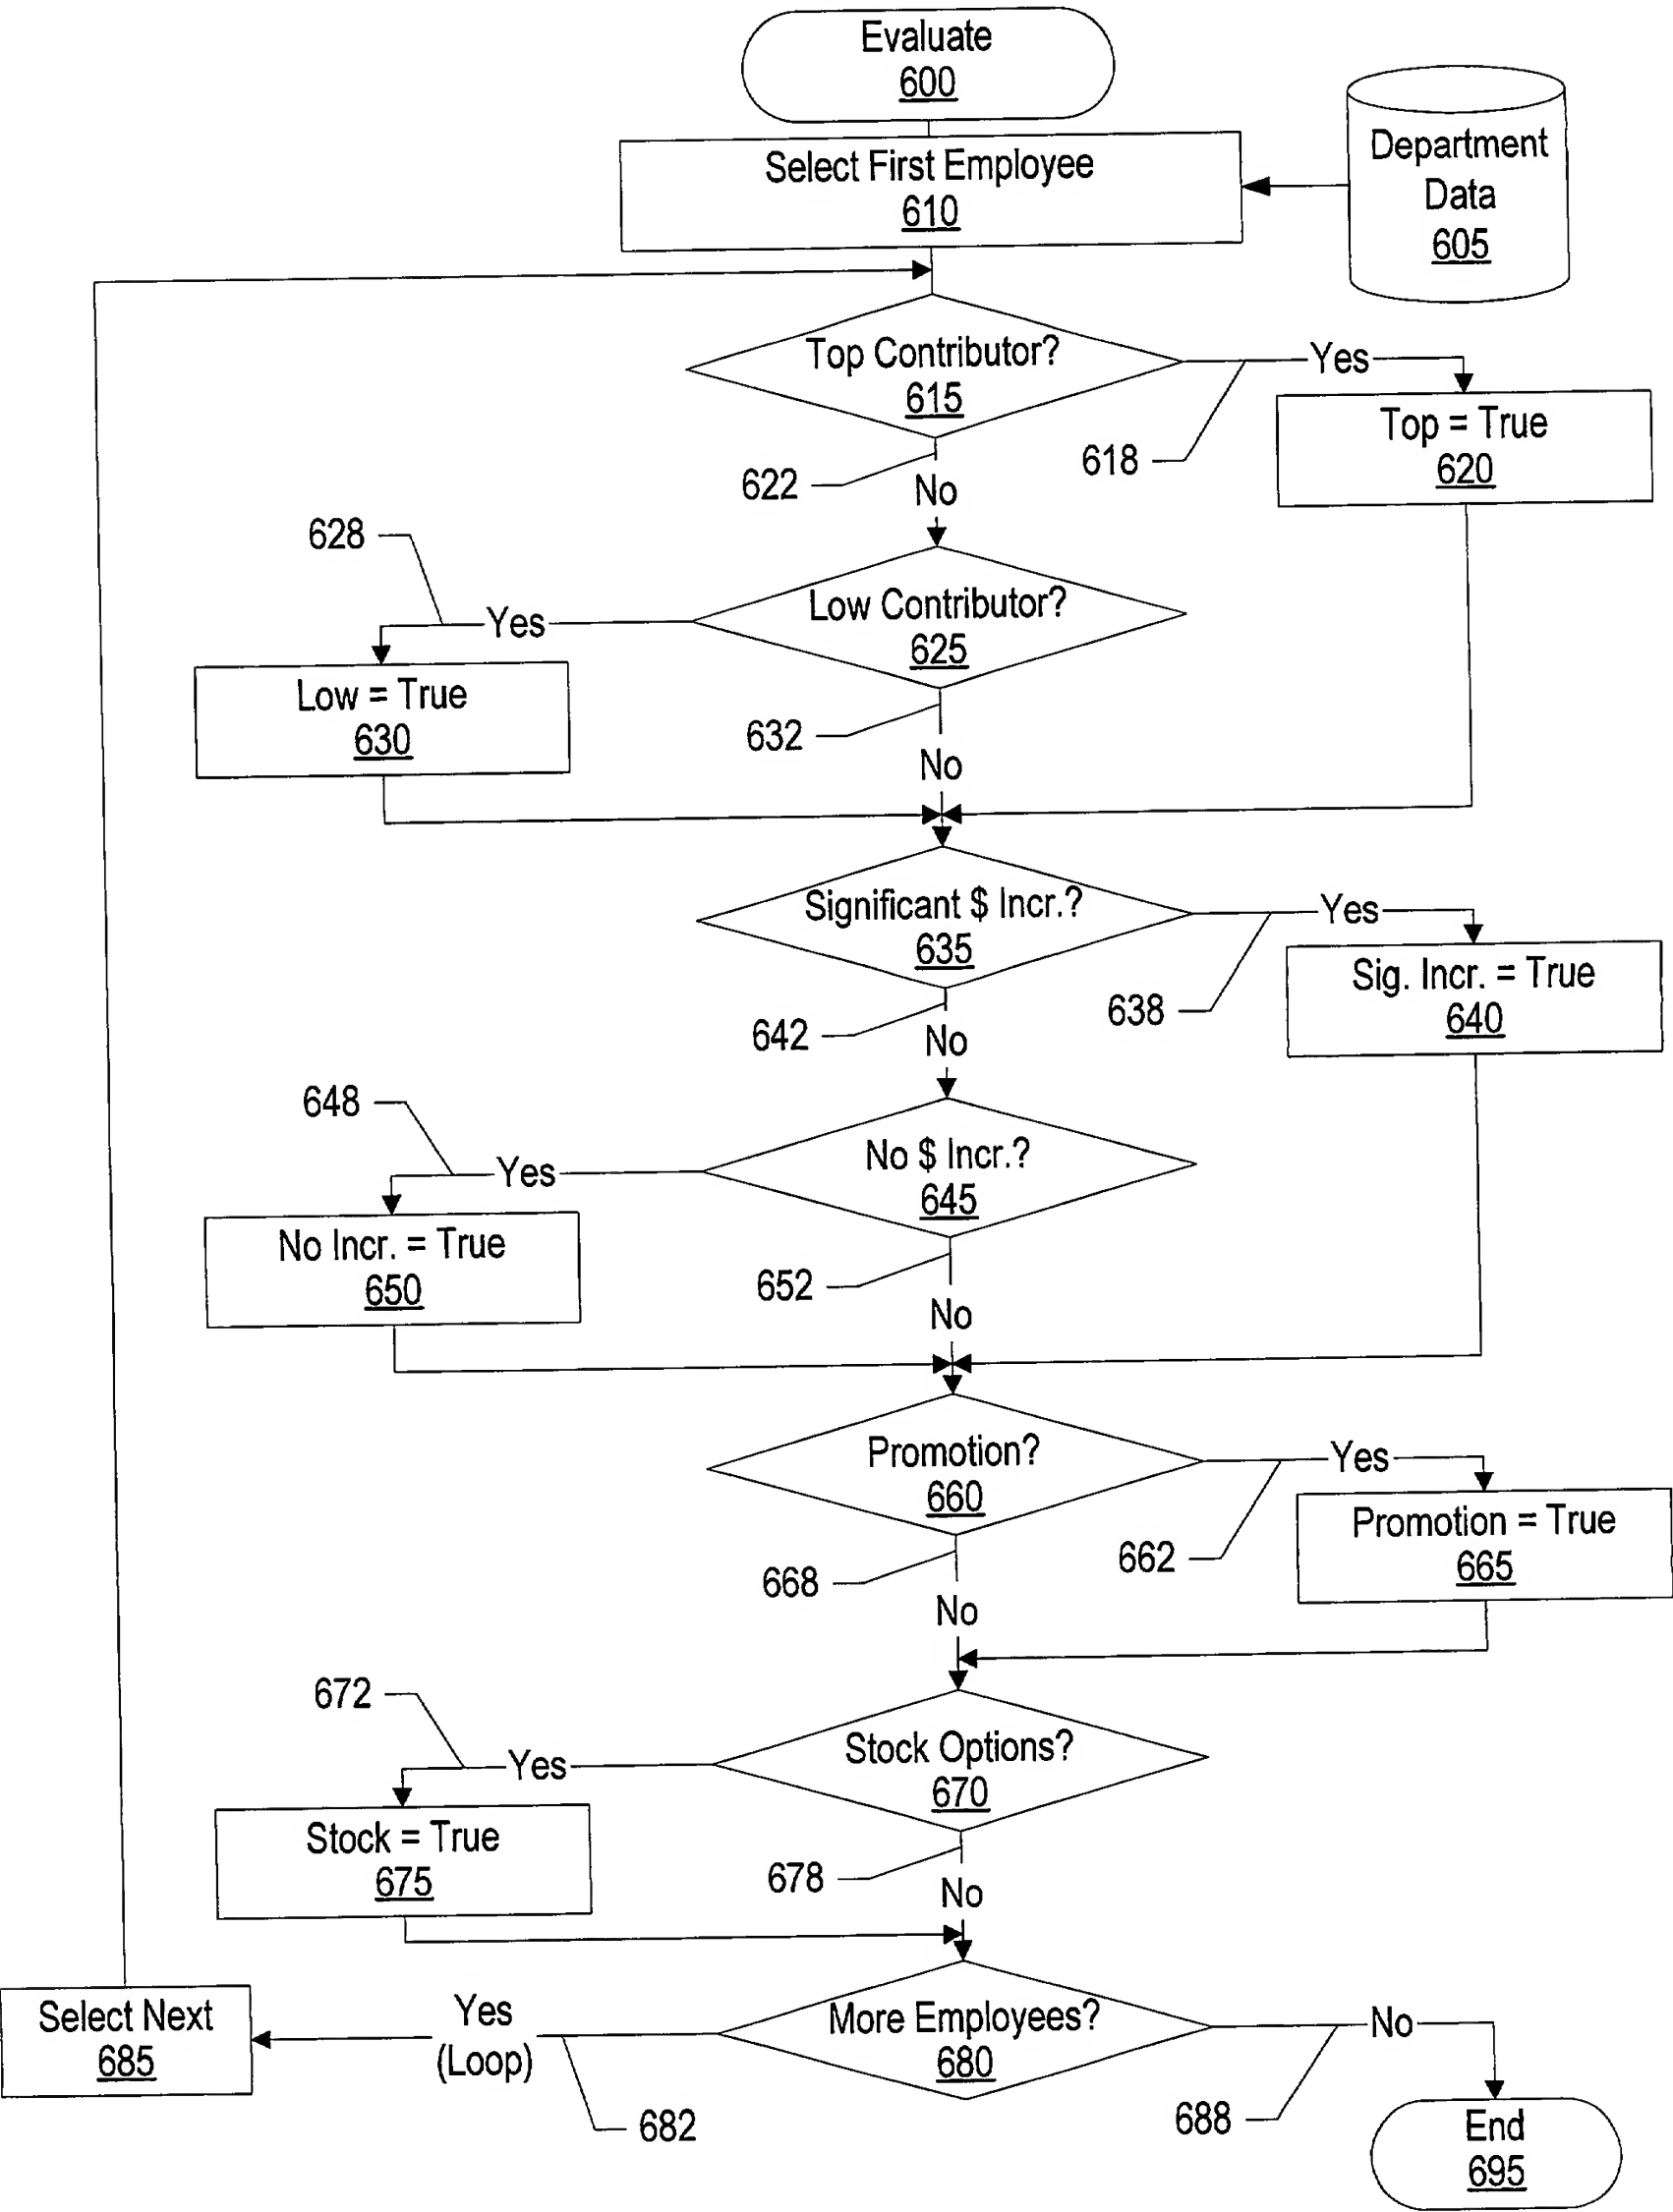 Evaluate
600
Select First Employee
610
Department
Data
605
Top Contributor?
615
Yes
618
Top = True
620
622
No
628
Low Contributor?
625
Yes
Low = True
630
632
No
Significant $ Incr.?
635
Yes
638
Sig. Incr. = True
640
642
No
648
No $ Incr.?
645
Yes
No Incr. = True
650
652
No
Promotion?
660
Yes
662
Promotion = True
665
668
No
672
Stock Options?
670
Yes
Stock = True
675
678
No
More Employees?
680
Yes
(Loop)
682
Select Next
685
No
688
End
695